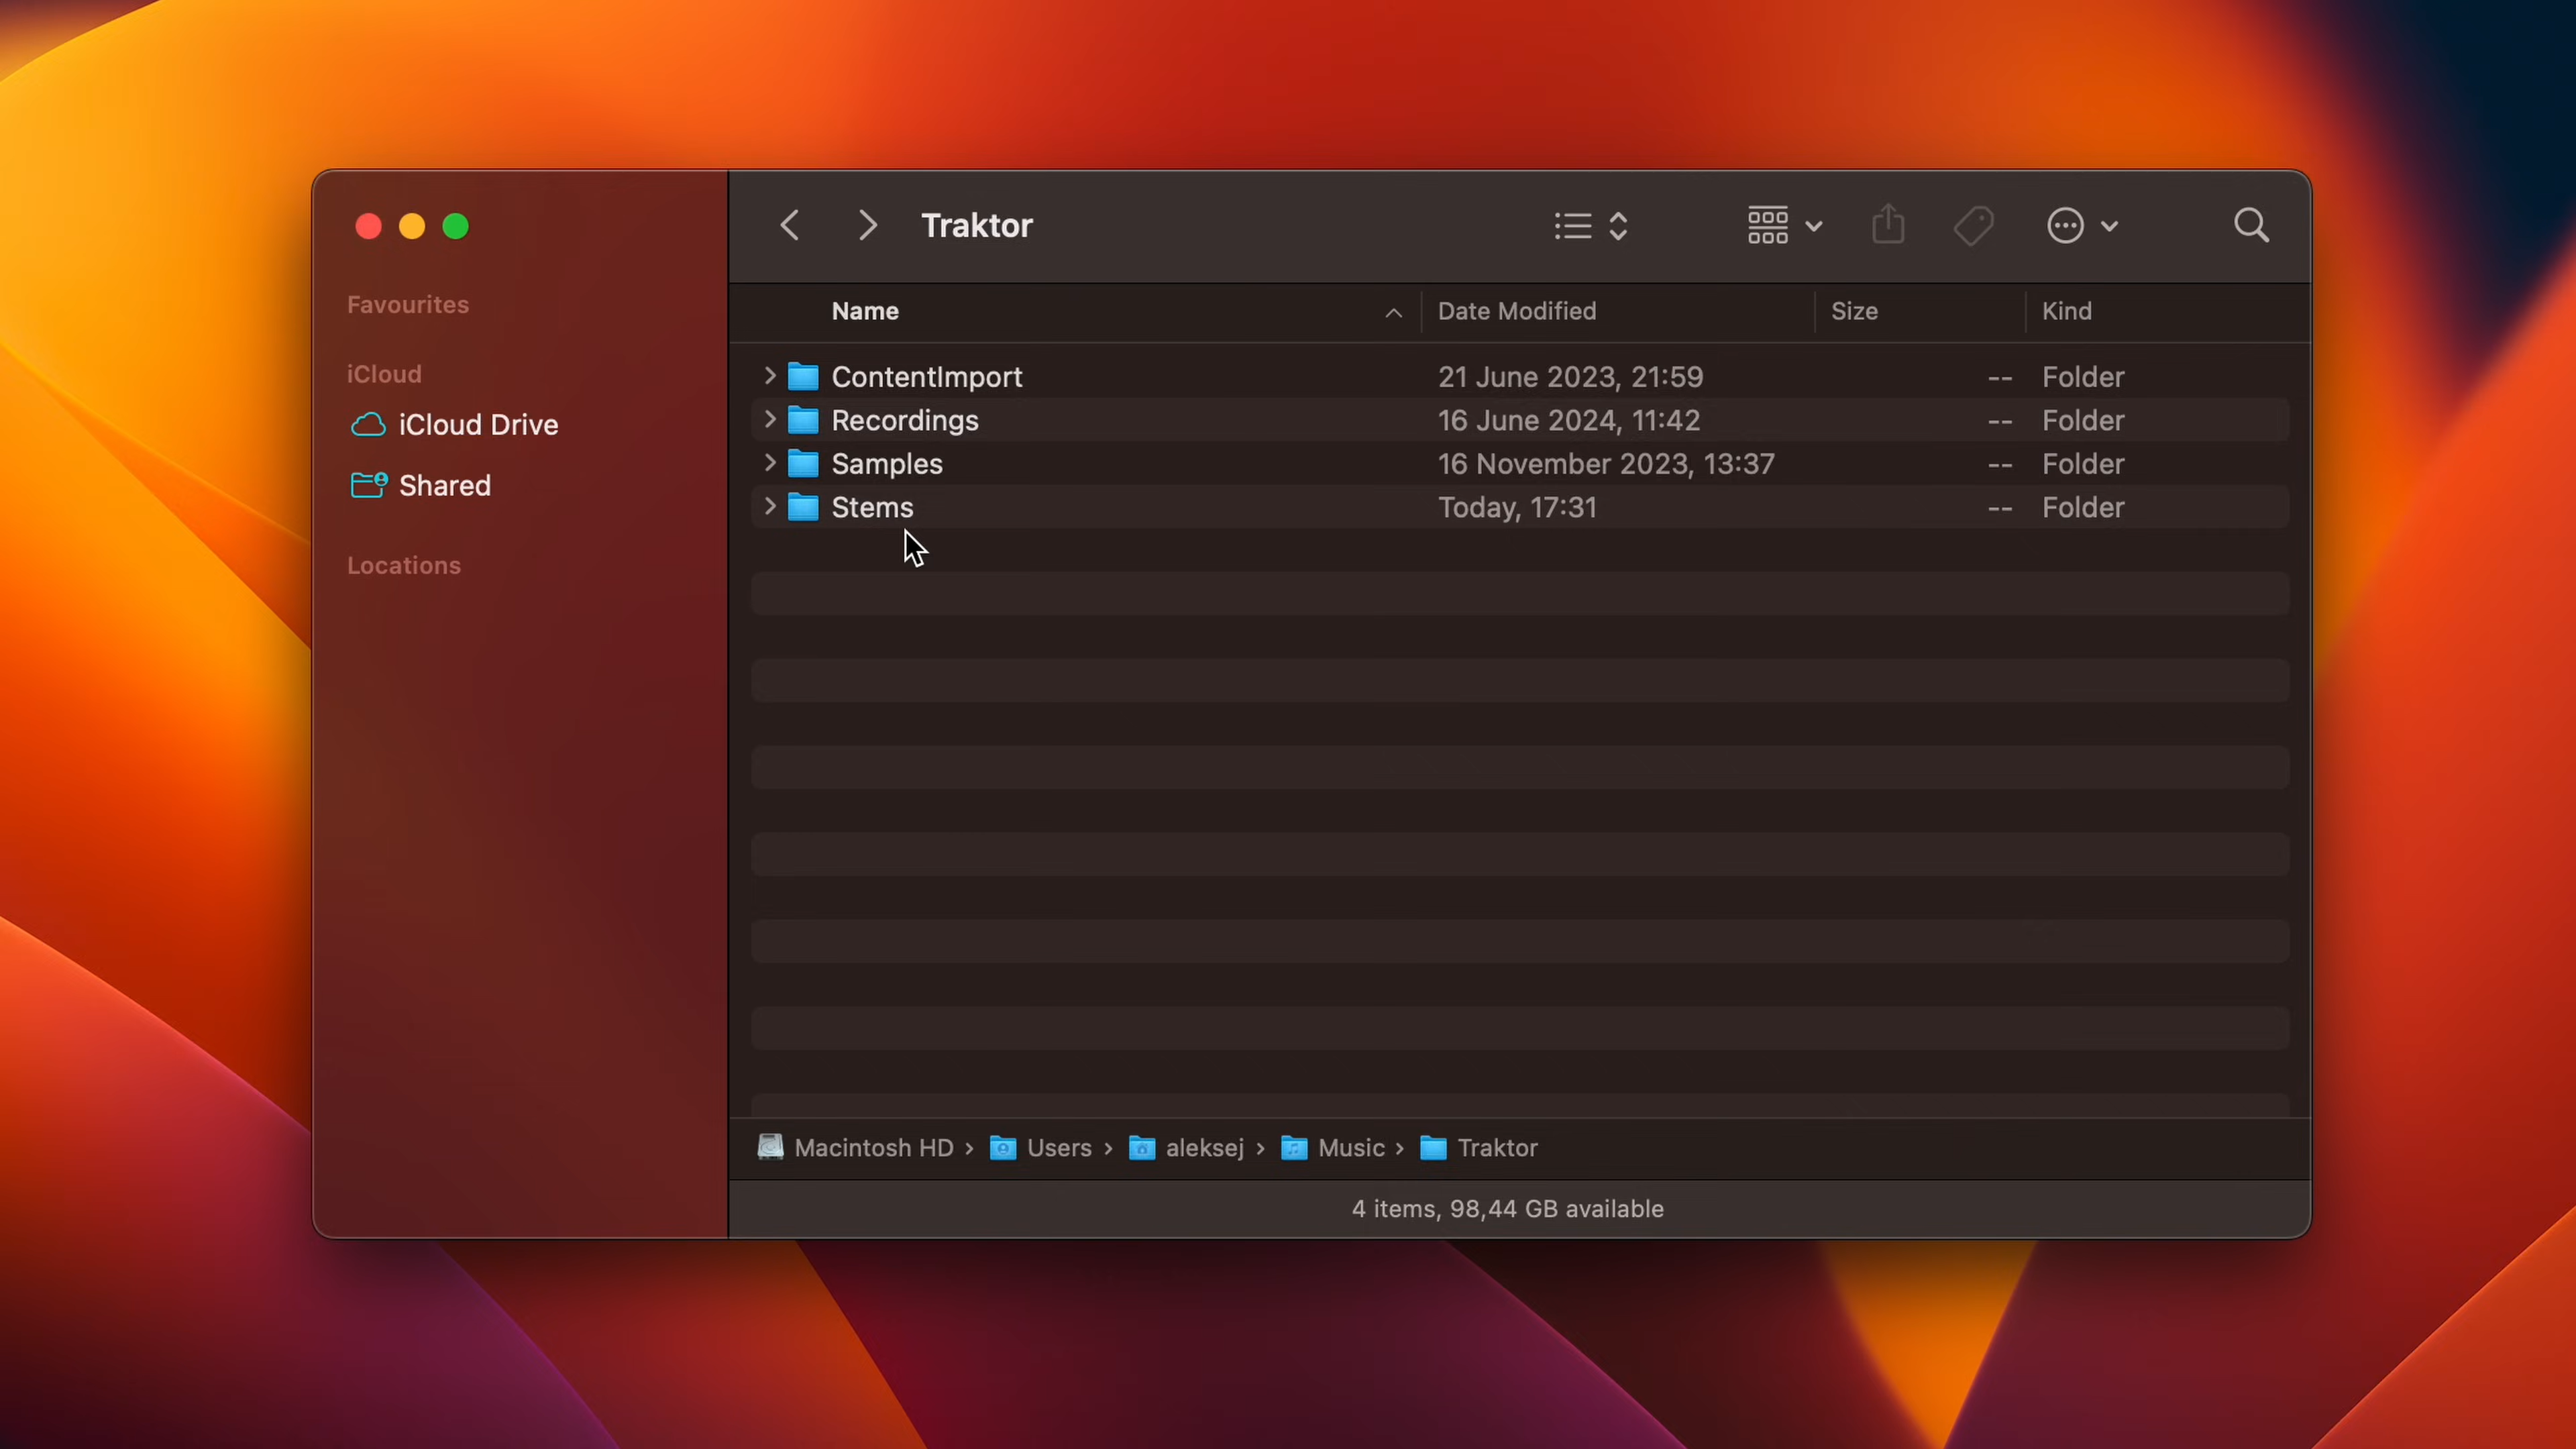 Traktor
Favourites
iCloud
iCloud Drive
Shared
Locations
Name Date Modified Size Kind
ContentImport 21 June 2023, 21:59 -- Folder
Recordings 16 June 2024, 11:42 -- Folder
Samples 16 November 2023, 13:37 -- Folder
Stems Today, 17:31 -- Folder
Macintosh HD › Users › aleksej › Music › Traktor
4 items, 98,44 GB available